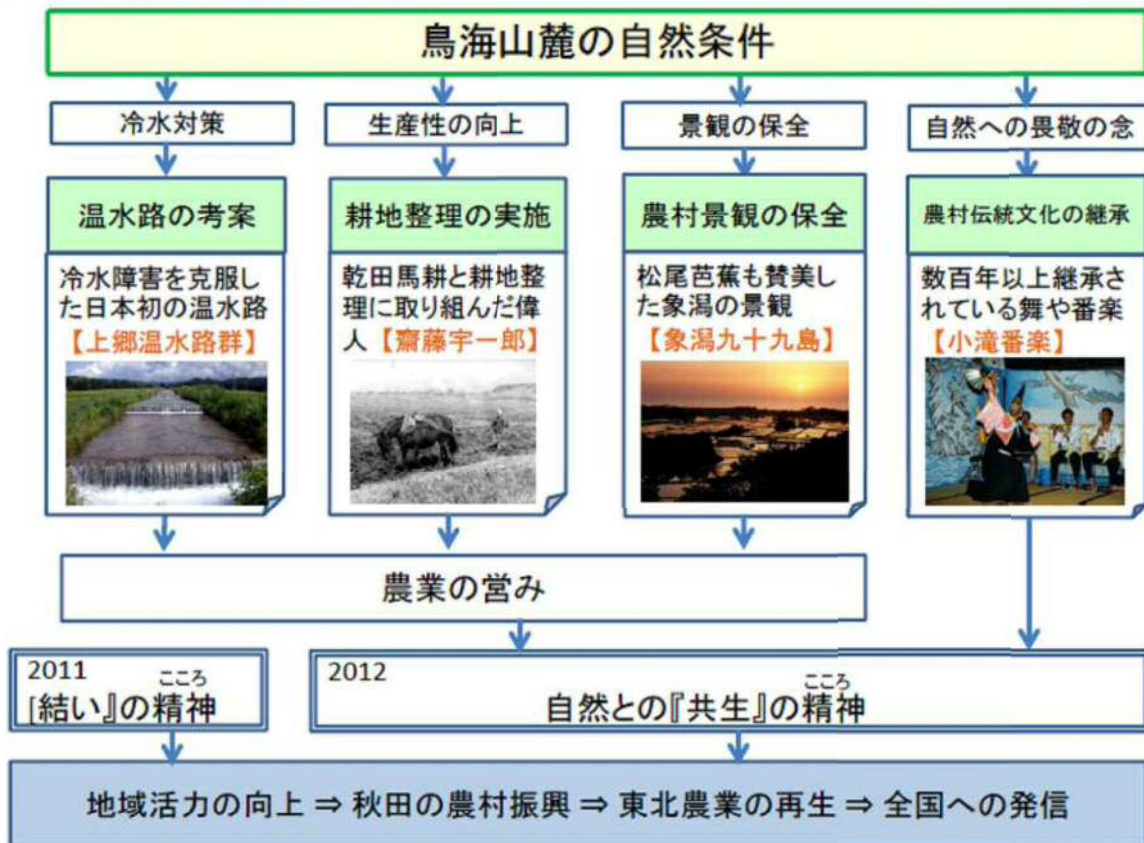 鳥海山麓の自然条件
冷水対策
生産性の向上
景観の保全
自然への畏敬の念
温水路の考案
耕地整理の実施
農村景観の保全
農村伝統文化の継承
冷水障害を克服し
た日本初の温水路
【上郷温水路群】
乾田馬耕と耕地整
理に取り組んだ偉
人【齋藤宇一郎】
松尾芭蕉も賛美し
た象潟の景観
【象潟九十九島】
数百年以上継承さ
れている舞や番楽
【小滝番楽】
農業の営み
2011
こころ
[結い』の精神
2012
こころ
自然との『共生』の精神
地域活力の向上 ⇒ 秋田の農村振興 ⇒ 東北農業の再生 ⇒ 全国への発信